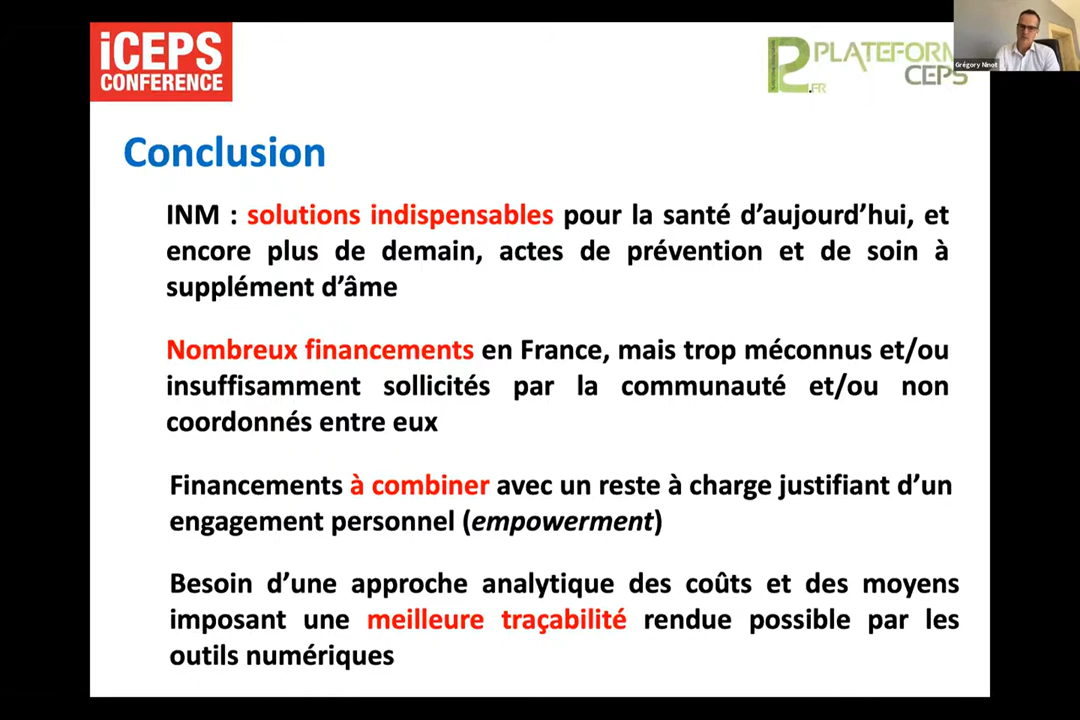 iCEPS
CONFERENCE
PLATEFORM
CEPS
.FR
Grégory Ninot
Conclusion
INM : solutions indispensables pour la santé d’aujourd’hui, et
encore plus de demain, actes de prévention et de soin à
supplément d’âme
Nombreux financements en France, mais trop méconnus et/ou
insuffisamment sollicités par la communauté et/ou non
coordonnés entre eux
Financements à combiner avec un reste à charge justifiant d’un
engagement personnel (empowerment)
Besoin d’une approche analytique des coûts et des moyens
imposant une meilleure traçabilité rendue possible par les
outils numériques